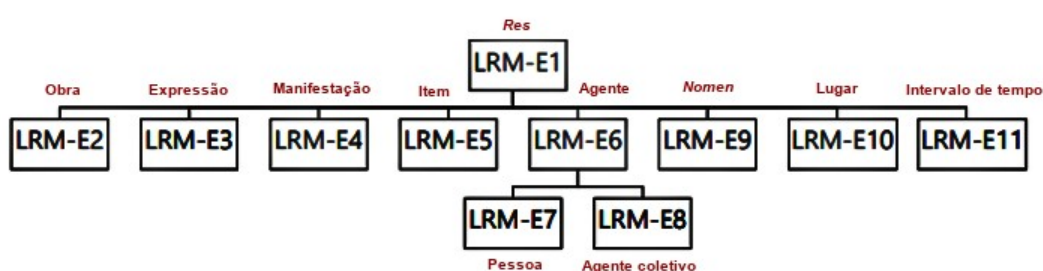 Res
LRM-E1
Obra Expressão Manifestação Item Agente Nomen Lugar Intervalo de tempo
LRM-E2 LRM-E3 LRM-E4 LRM-E5 LRM-E6 LRM-E9 LRM-E10 LRM-E11
LRM-E7 LRM-E8
Pessoa Agente coletivo